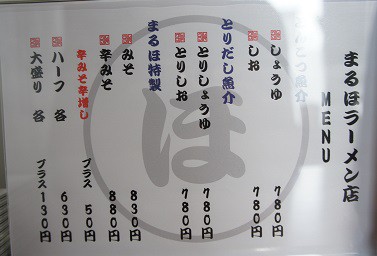 まるほラーメン店
MENU
とんこつ魚介
しょうゆ 780円
しお 780円
とりだし魚介
とりしょうゆ 780円
とりしお 780円
まるほ特製
みそ 830円
辛みそ 880円
辛みそ辛増し プラス 50円
ハーフ 各 630円
大盛り 各 プラス130円
ほ